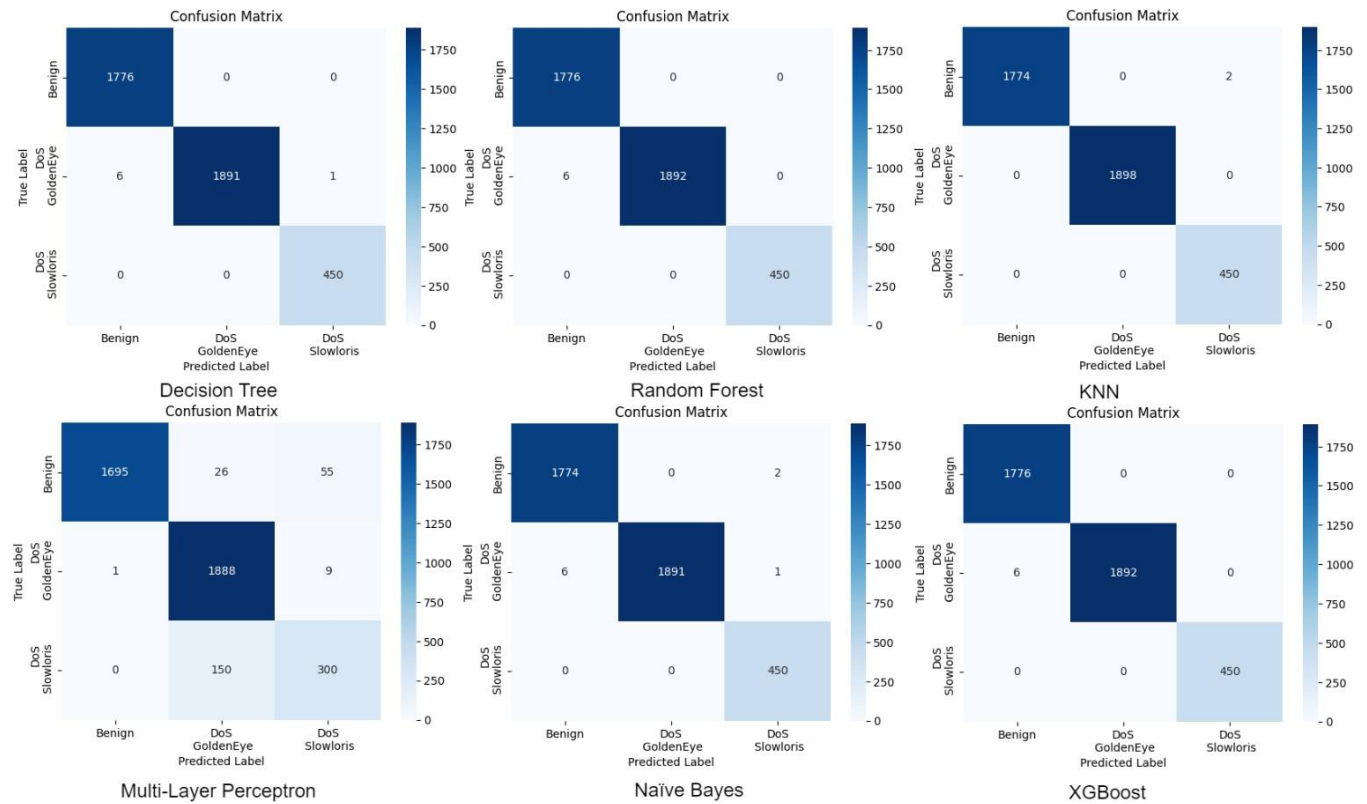 Confusion Matrix
Benign
DoS
GoldenEye
DoS
Slowloris
True Label
1776 0 0
6 1891 1
0 0 450
1750
1500
1250
1000
750
500
250
0
Benign DoS DoS
GoldenEye Slowloris
Predicted Label
Decision Tree
Confusion Matrix
Benign
DoS
GoldenEye
DoS
Slowloris
True Label
1776 0 0
6 1892 0
0 0 450
1750
1500
1250
1000
750
500
250
0
Benign DoS DoS
GoldenEye Slowloris
Predicted Label
Random Forest
Confusion Matrix
Benign
DoS
GoldenEye
DoS
Slowloris
True Label
1774 0 2
0 1898 0
0 0 450
1750
1500
1250
1000
750
500
250
0
Benign DoS DoS
GoldenEye Slowloris
Predicted Label
KNN
Confusion Matrix
Benign
DoS
GoldenEye
DoS
Slowloris
True Label
1695 26 55
1 1888 9
0 150 300
1750
1500
1250
1000
750
500
250
0
Benign DoS DoS
GoldenEye Slowloris
Predicted Label
Multi-Layer Perceptron
Confusion Matrix
Benign
DoS
GoldenEye
DoS
Slowloris
True Label
1774 0 2
6 1891 1
0 0 450
1750
1500
1250
1000
750
500
250
0
Benign DoS DoS
GoldenEye Slowloris
Predicted Label
Naïve Bayes
Confusion Matrix
Benign
DoS
GoldenEye
DoS
Slowloris
True Label
1776 0 0
6 1892 0
0 0 450
1750
1500
1250
1000
750
500
250
0
Benign DoS DoS
GoldenEye Slowloris
Predicted Label
XGBoost